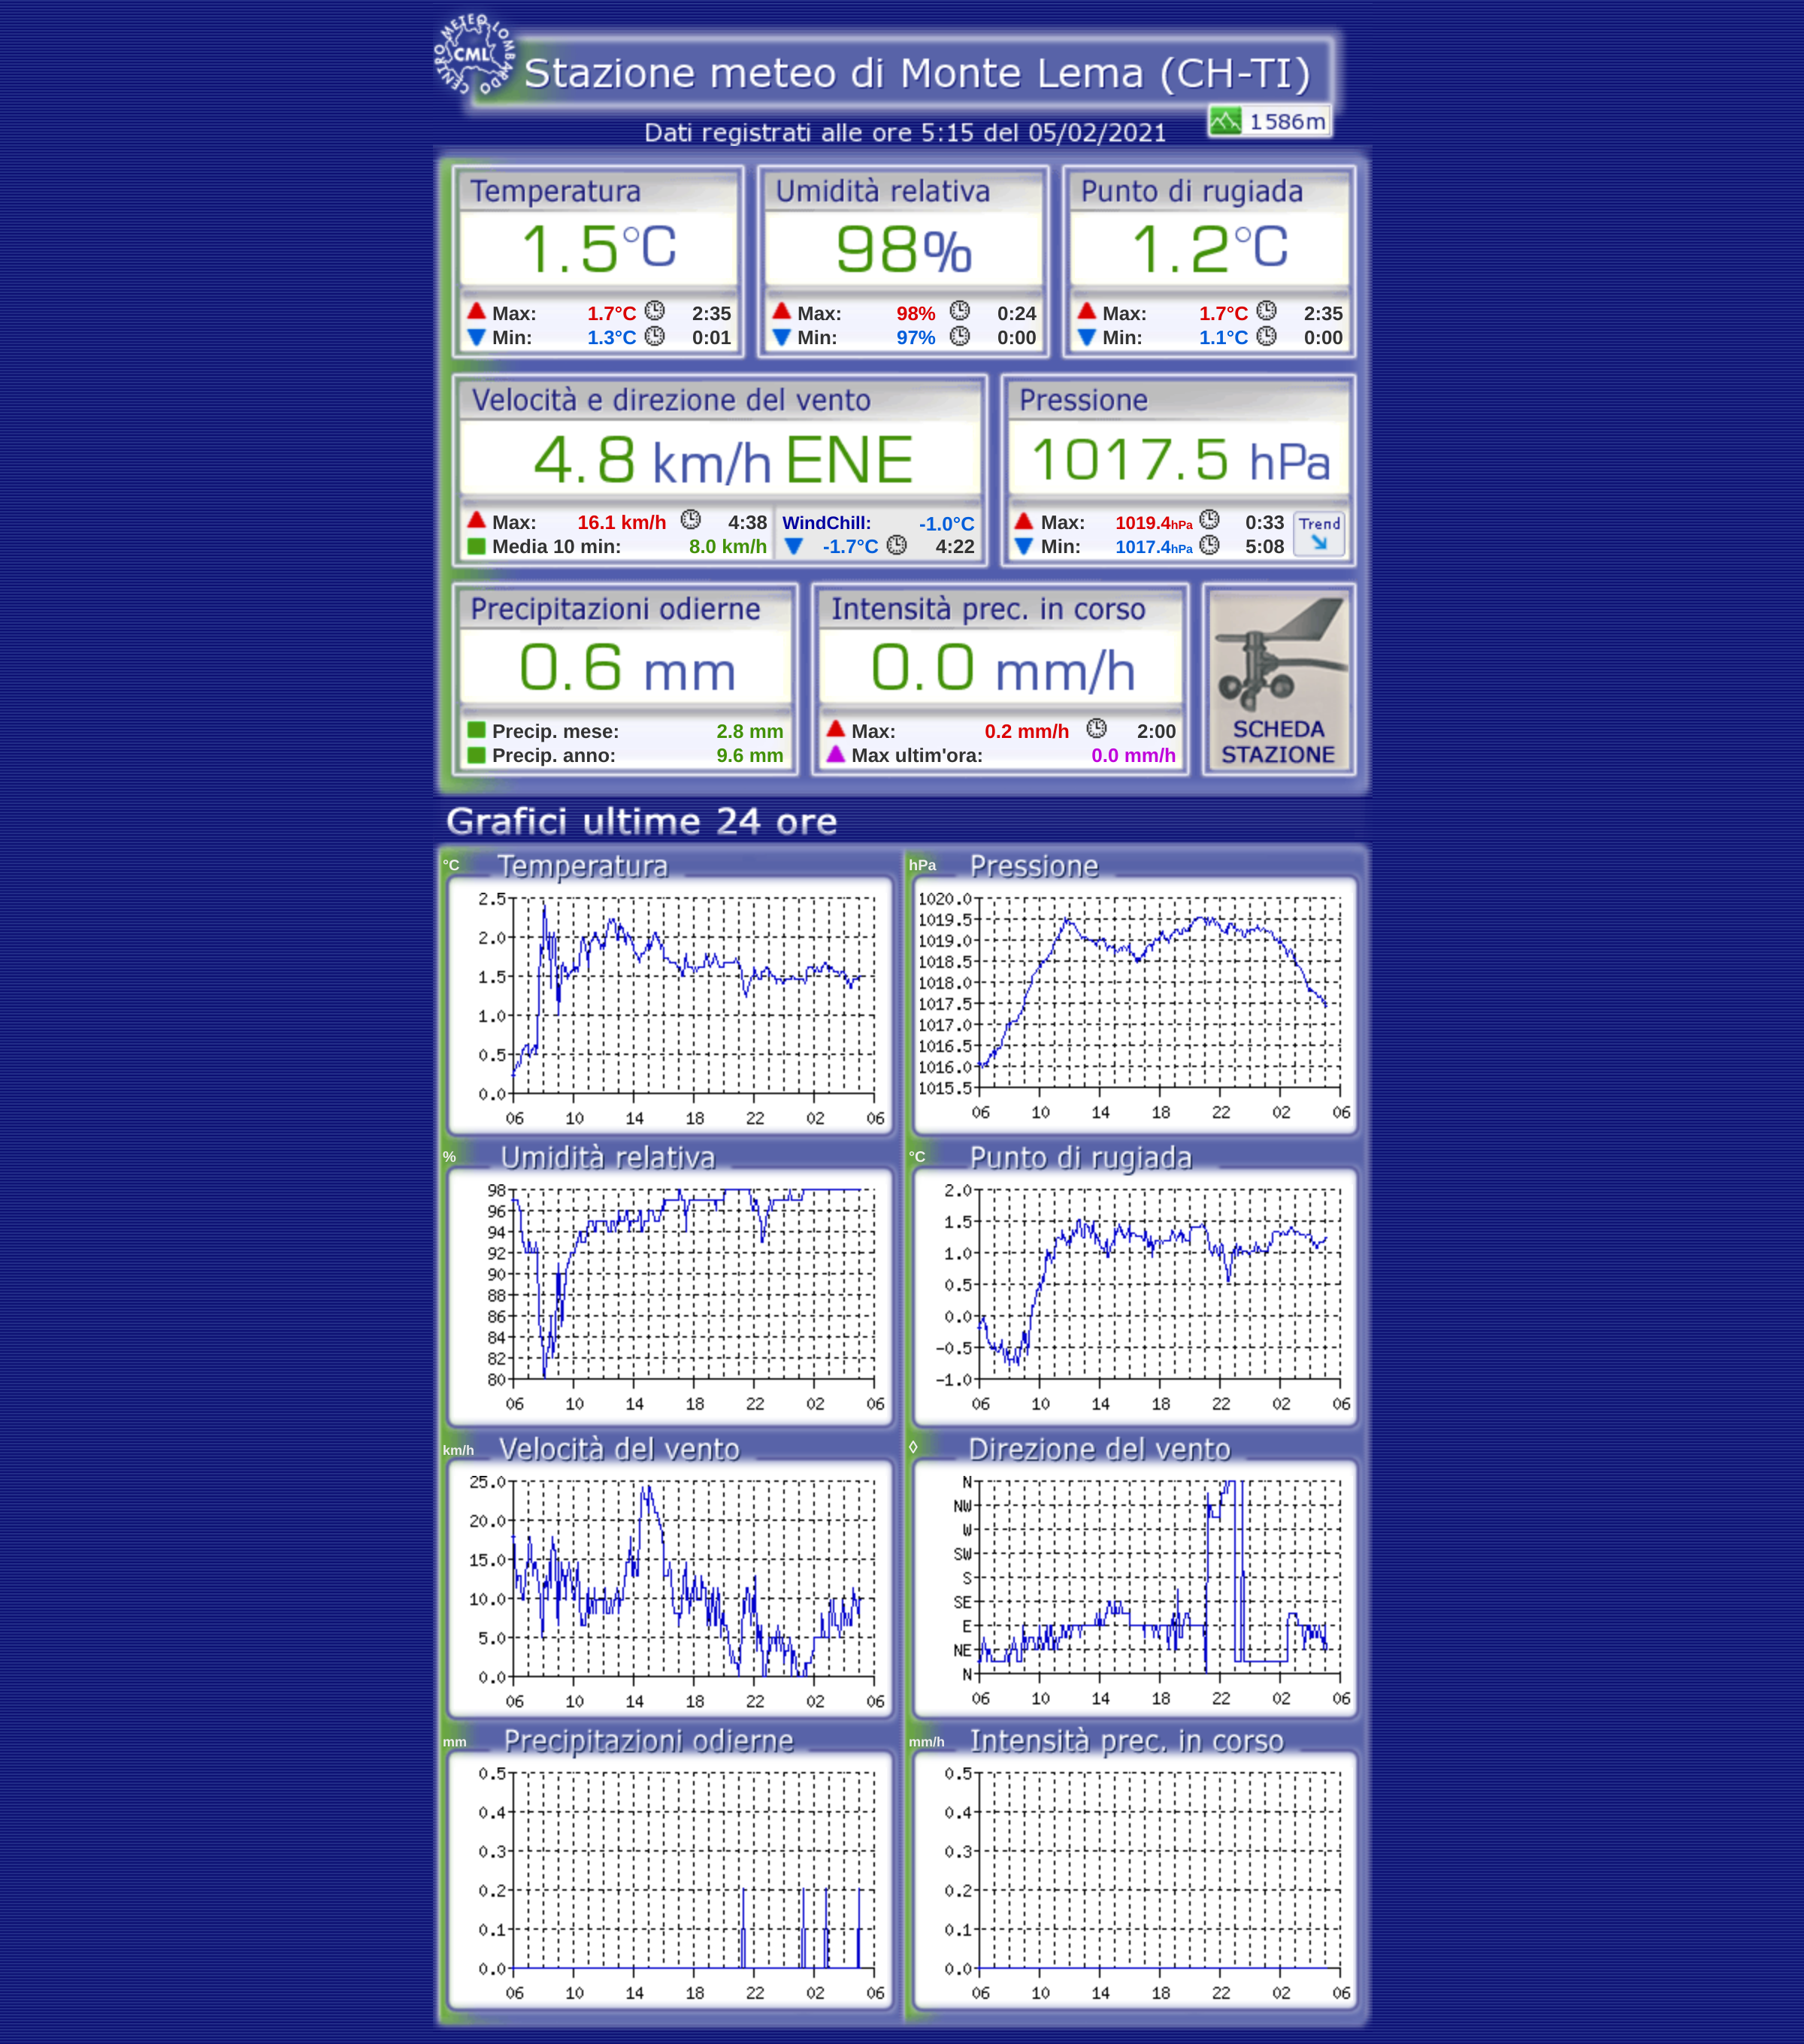 CENTRO METEO LOMBARDO
CML
Stazione meteo di Monte Lema (CH-TI)
1586m
Dati registrati alle ore 5:15 del 05/02/2021
Temperatura
1.5°C
Max: 1.7°C 2:35
Min: 1.3°C 0:01
Umidità relativa
98%
Max: 98% 0:24
Min: 97% 0:00
Punto di rugiada
1.2°C
Max: 1.7°C 2:35
Min: 1.1°C 0:00
Velocità e direzione del vento
4.8 km/h ENE
Max: 16.1 km/h 4:38
Media 10 min: 8.0 km/h
WindChill: -1.0°C
-1.7°C 4:22
Pressione
1017.5 hPa
Max: 1019.4hPa 0:33
Min: 1017.4hPa 5:08
Trend
Precipitazioni odierne
0.6 mm
Precip. mese: 2.8 mm
Precip. anno: 9.6 mm
Intensità prec. in corso
0.0 mm/h
Max: 0.2 mm/h 2:00
Max ultim'ora: 0.0 mm/h
SCHEDA
STAZIONE
Grafici ultime 24 ore
°C Temperatura
2.5
2.0
1.5
1.0
0.5
0.0
06 10 14 18 22 02 06
hPa Pressione
1020.0
1019.5
1019.0
1018.5
1018.0
1017.5
1017.0
1016.5
1016.0
1015.5
06 10 14 18 22 02 06
% Umidità relativa
98
96
94
92
90
88
86
84
82
80
06 10 14 18 22 02 06
°C Punto di rugiada
2.0
1.5
1.0
0.5
0.0
-0.5
-1.0
06 10 14 18 22 02 06
km/h Velocità del vento
25.0
20.0
15.0
10.0
5.0
0.0
06 10 14 18 22 02 06
◊ Direzione del vento
N
NW
W
SW
S
SE
E
NE
N
06 10 14 18 22 02 06
mm Precipitazioni odierne
0.5
0.4
0.3
0.2
0.1
0.0
06 10 14 18 22 02 06
mm/h Intensità prec. in corso
0.5
0.4
0.3
0.2
0.1
0.0
06 10 14 18 22 02 06